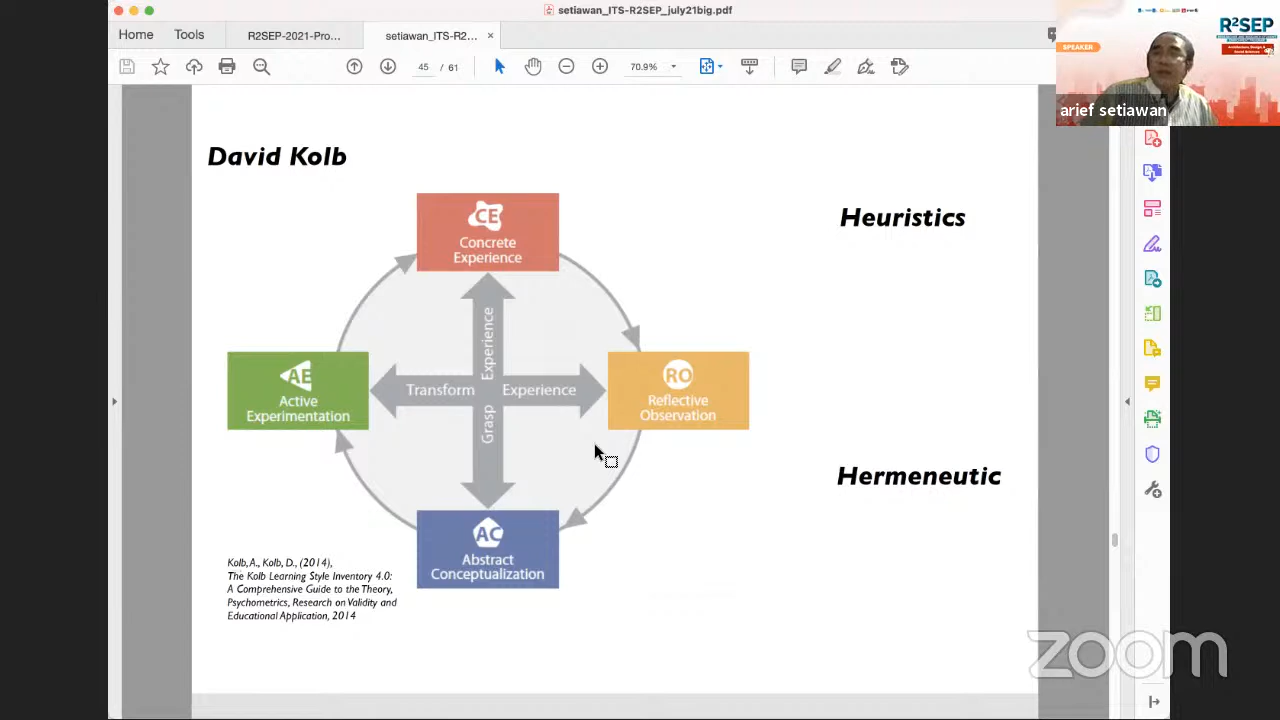 setiawan_ITS-R2SEP_july21big.pdf
Home
Tools
R2SEP-2021-Pro...
setiawan_ITS-R2...
45 / 61
70.9%
R²SEP
SPEAKER
arief setiawan
David Kolb
CE
Concrete
Experience
Heuristics
AE
Active
Experimentation
Transform Experience
Grasp Experience
RO
Reflective
Observation
Hermeneutic
AC
Abstract
Conceptualization
Kolb, A., Kolb, D., (2014),
The Kolb Learning Style Inventory 4.0:
A Comprehensive Guide to the Theory,
Psychometrics, Research on Validity and
Educational Application, 2014
zoom